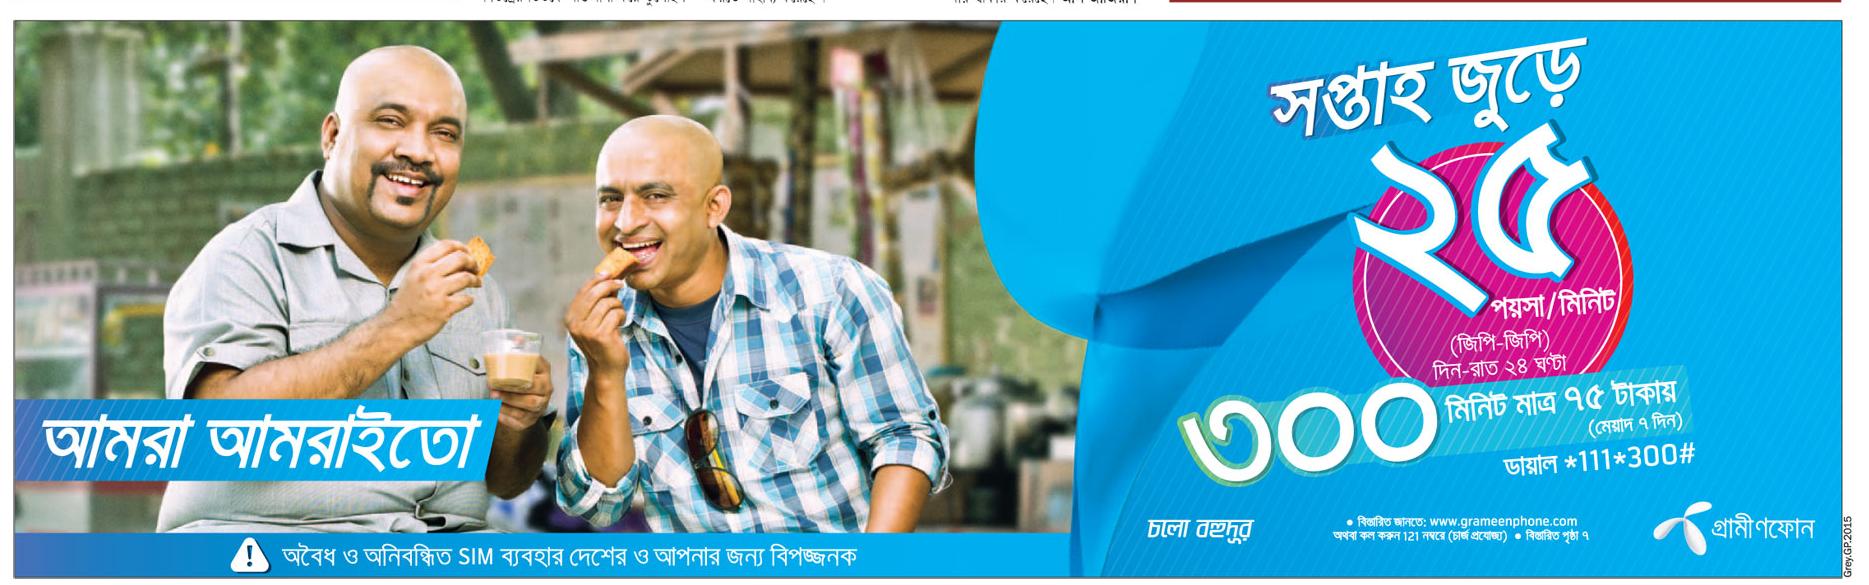 আমরা আমরাইতো
অবৈধ ও অনিবন্ধিত SIM ব্যবহার দেশের ও আপনার জন্য বিপজ্জনক
সপ্তাহ জুড়ে
২৫
পয়সা/মিনিট
(জিপি-জিপি)
দিন-রাত ২৪ ঘণ্টা
৩০০ মিনিট মাত্র ৭৫ টাকায়
(মেয়াদ ৭ দিন)
ডায়াল *111*300#
চলো বহুদূর
• বিস্তারিত জানতে: www.grameenphone.com
অথবা কল করুন 121 নম্বরে (চার্জ প্রযোজ্য) • বিস্তারিত পৃষ্ঠা ৭
গ্রামীণফোন
Grey.GP.2015